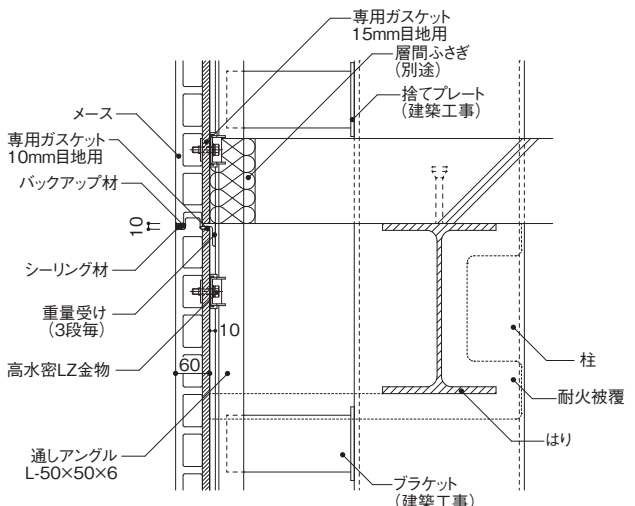 専用ガスケット
15mm目地用
層間ふさぎ
(別途)
捨てプレート
(建築工事)
メース
専用ガスケット
10mm目地用
バックアップ材
10
シーリング材
重量受け
(3段毎)
10
高水密LZ金物
60
柱
耐火被覆
はり
通しアングル
L-50×50×6
ブラケット
(建築工事)